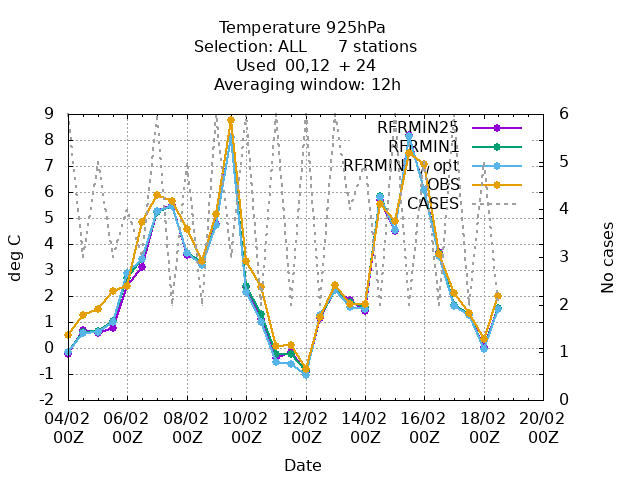 Temperature 925hPa
Selection: ALL 7 stations
Used 00,12 + 24
Averaging window: 12h
RFRMIN25
RFRMIN1
RFRMIN1_opt
OBS
CASES
9
8
7
6
5
4
3
2
1
0
-1
-2
deg C
6
5
4
3
2
1
0
No cases
04/02 06/02 08/02 10/02 12/02 14/02 16/02 18/02 20/02
00Z 00Z 00Z 00Z 00Z 00Z 00Z 00Z 00Z
Date